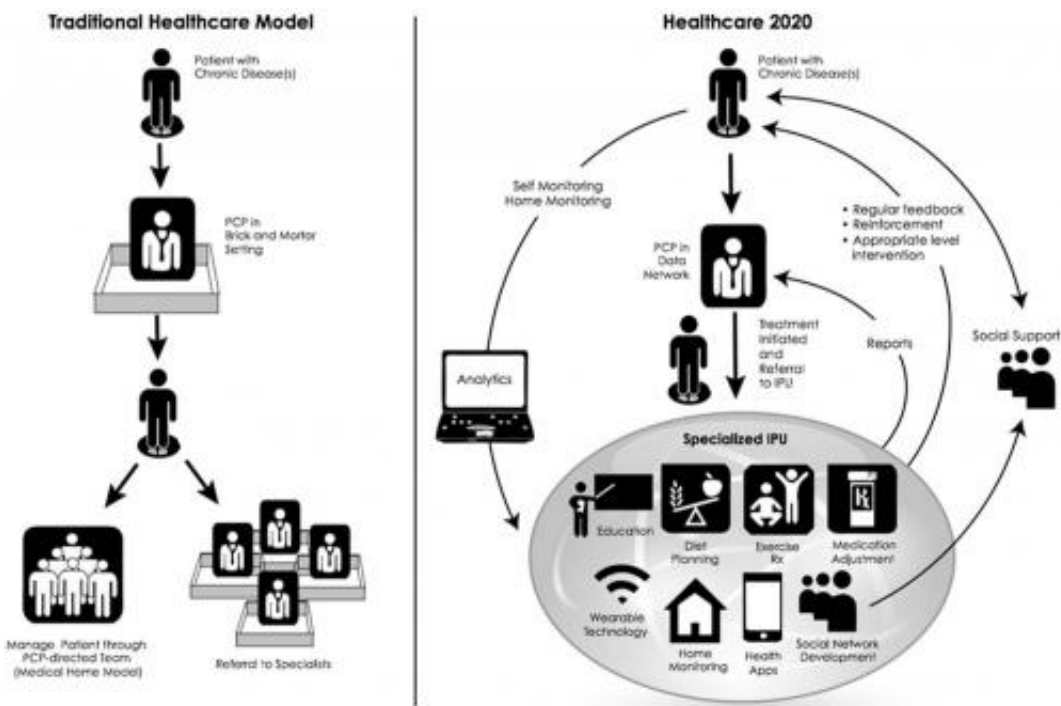 Traditional Healthcare Model
Patient with
Chronic Disease(s)
PCP in
Brick and Mortar
Setting
Manage Patient through
PCP-directed Team
(Medical Home Model)
Referral to Specialists
Healthcare 2020
Patient with
Chronic Disease(s)
Self Monitoring
Home Monitoring
• Regular feedback
• Reinforcement
• Appropriate level
intervention
PCP in
Data
Network
Treatment
Initiated
and
Referral
to IPU
Reports
Social Support
Analytics
Specialized IPU
Education
Diet
Planning
Exercise
Rx
Medication
Adjustment
Wearable
Technology
Home
Monitoring
Health
Apps
Social Network
Development